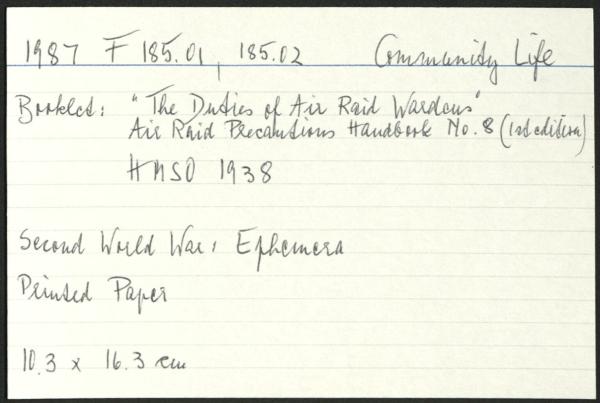 1987 F 185.01, 185.02 Community Life
Booklet: "The Duties of Air Raid Wardens"
Air Raid Precautions Handbook No. 8 (1st edition)
HMSO 1938
Second World War: Ephemera
Printed Paper
10.3 x 16.3 cm